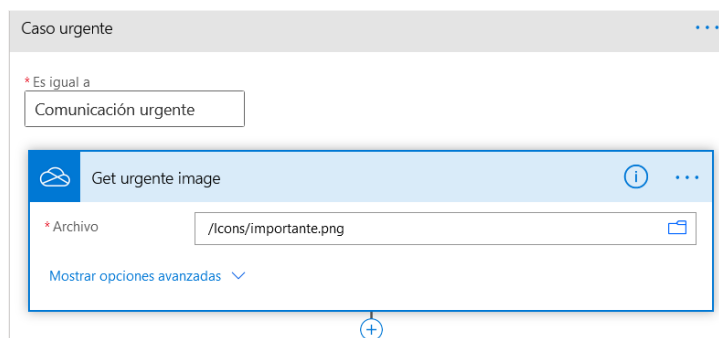 Caso urgente
* Es igual a
Comunicación urgente
Get urgente image
* Archivo
/Icons/importante.png
Mostrar opciones avanzadas